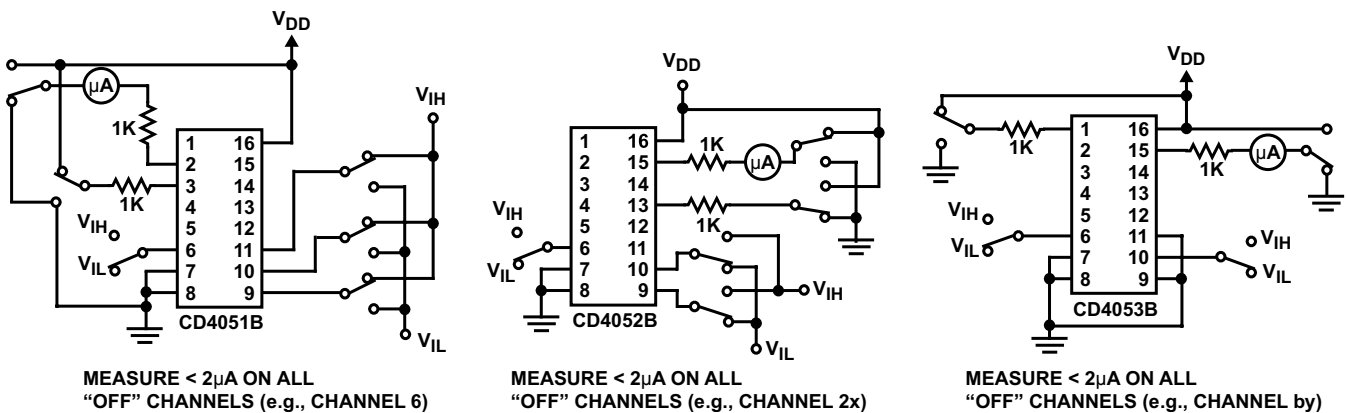 VDD
µA
1K
1K
1 16
2 15
3 14
4 13
5 12
6 11
7 10
8 9
VIH
VIL
VIH
VIL
CD4051B
MEASURE < 2µA ON ALL
“OFF” CHANNELS (e.g., CHANNEL 6)
VDD
1 16
2 15
3 14
4 13
5 12
6 11
7 10
8 9
1K
µA
1K
VIH
VIL
VIH
VIL
CD4052B
MEASURE < 2µA ON ALL
“OFF” CHANNELS (e.g., CHANNEL 2x)
VDD
1K
1 16
2 15
3 14
4 13
5 12
6 11
7 10
8 9
1K
µA
VIH
VIL
VIH
VIL
CD4053B
MEASURE < 2µA ON ALL
“OFF” CHANNELS (e.g., CHANNEL by)